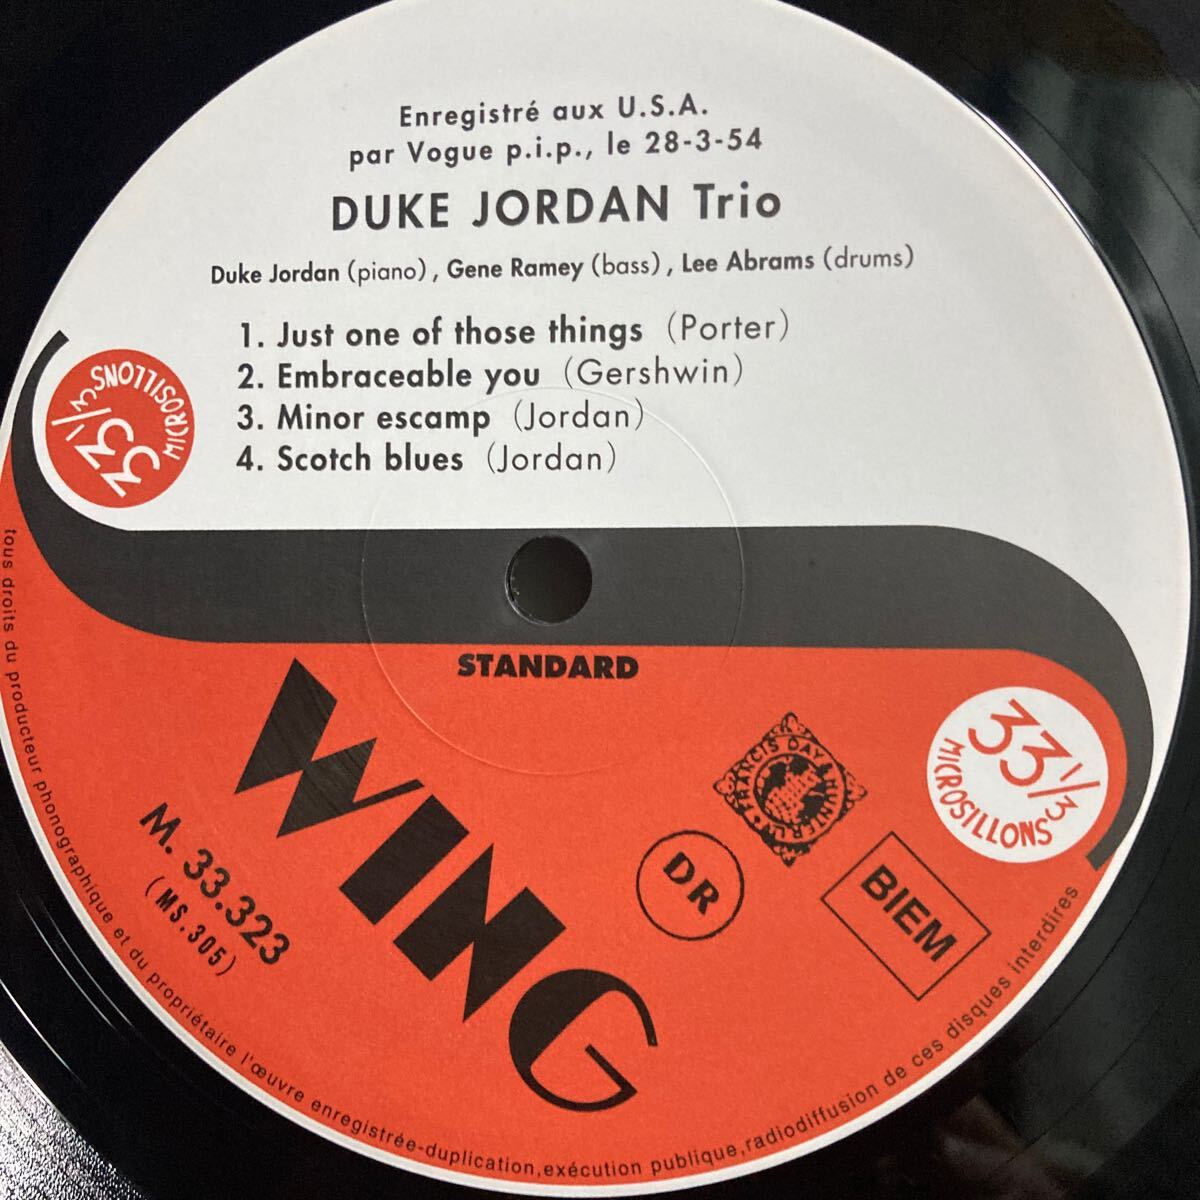 Enregistré aux U.S.A.
par Vogue p.i.p., le 28-3-54
DUKE JORDAN Trio
Duke Jordan (piano), Gene Ramey (bass), Lee Abrams (drums)
1. Just one of those things (Porter)
2. Embraceable you (Gershwin)
3. Minor escamp (Jordan)
4. Scotch blues (Jordan)
33 1/3
MICROSILLONS
STANDARD
WING
M. 33.323
(MS.305)
FRANCIS DAY & HUNTER
DR
BIEM
33 1/3
MICROSILLONS
tous droits du producteur phonographique et du propriétaire l'œuvre enregistrée-duplication,exécution publique,radiodiffusion de ces disques interdires